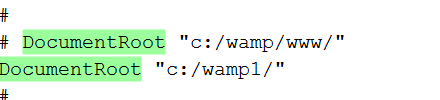 #
# DocumentRoot "c:/wamp/www/"
DocumentRoot "c:/wamp1/"
#